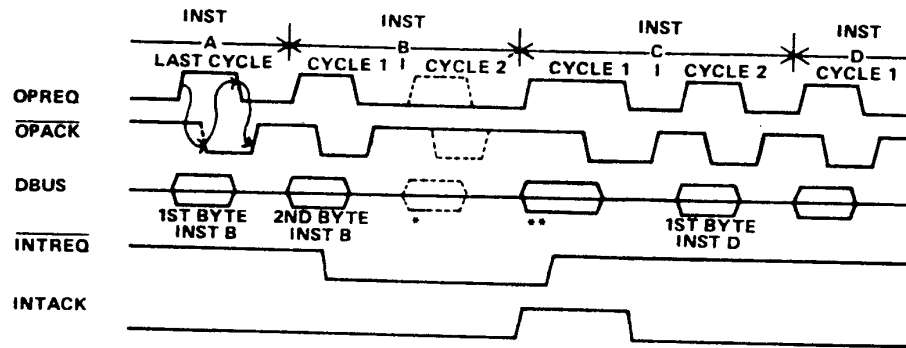 INST
A
LAST CYCLE
INST
B
CYCLE 1 I CYCLE 2
INST
C
CYCLE 1 I CYCLE 2
INST
D
CYCLE 1
OPREQ
OPACK
DBUS
1ST BYTE
INST B
2ND BYTE
INST B
*
**
1ST BYTE
INST D
INTREQ
INTACK